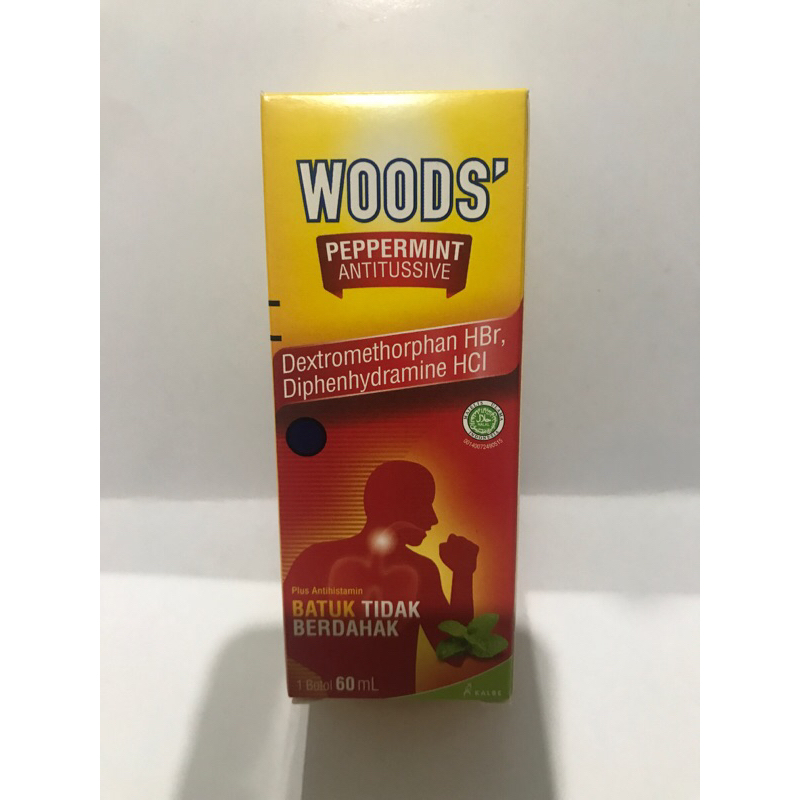 WOODS'
PEPPERMINT
ANTITUSSIVE
Dextromethorphan HBr,
Diphenhydramine HCl
Plus Antihistamin
BATUK TIDAK
BERDAHAK
1 Botol 60 mL
KALBE